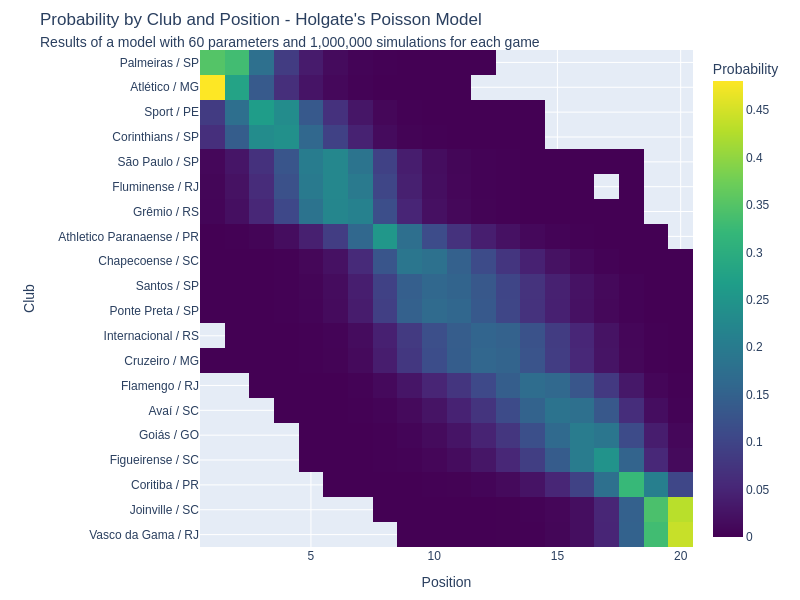 Probability by Club and Position - Holgate's Poisson Model
Results of a model with 60 parameters and 1,000,000 simulations for each game
Probability
Club
Palmeiras / SP
Atlético / MG
Sport / PE
Corinthians / SP
São Paulo / SP
Fluminense / RJ
Grêmio / RS
Athletico Paranaense / PR
Chapecoense / SC
Santos / SP
Ponte Preta / SP
Internacional / RS
Cruzeiro / MG
Flamengo / RJ
Avaí / SC
Goiás / GO
Figueirense / SC
Coritiba / PR
Joinville / SC
Vasco da Gama / RJ
5 10 15 20
Position
0.45
0.4
0.35
0.3
0.25
0.2
0.15
0.1
0.05
0